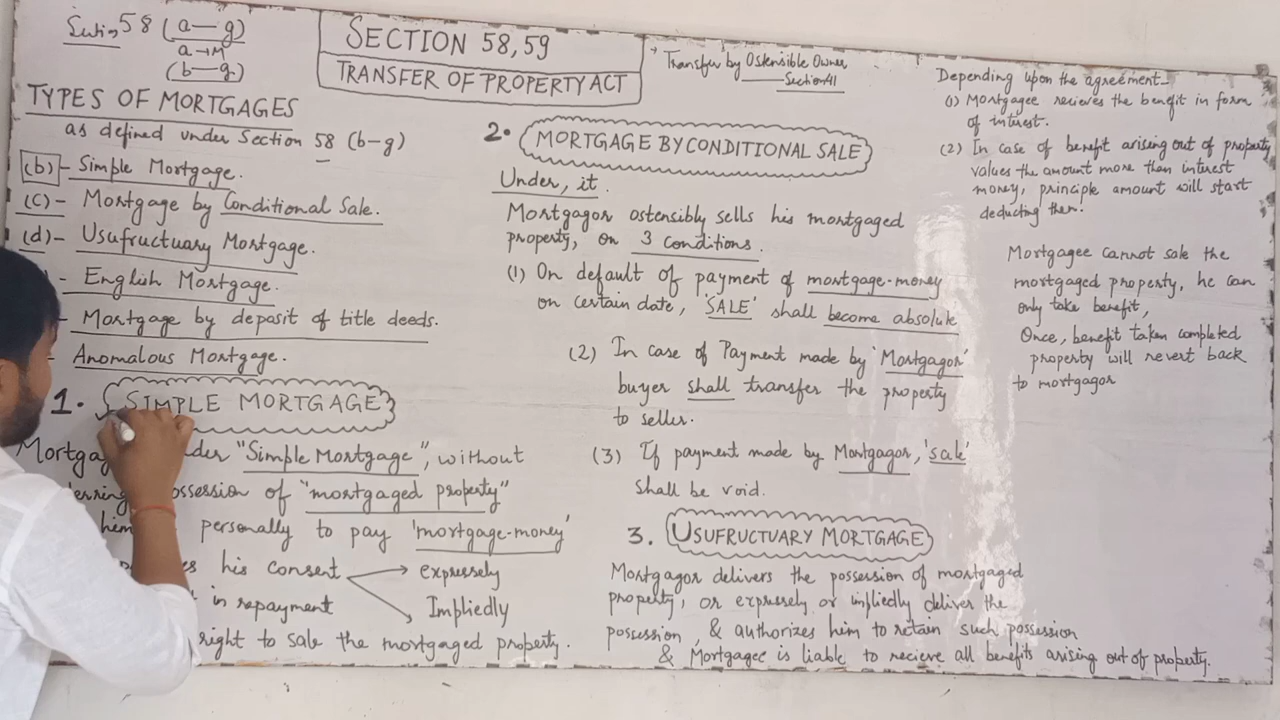 Section 58 (a–g)
a→M
(b–g)
SECTION 58,59
TRANSFER OF PROPERTY ACT
Transfer by Ostensible Owner
Section 41
TYPES OF MORTGAGES
as defined under Section 58 (b-g)
(b)- Simple Mortgage.
(C)- Mortgage by Conditional Sale.
(d)- Usufructuary Mortgage.
)- English Mortgage.
- Mortgage by deposit of title deeds.
- Anomalous Mortgage.
1. SIMPLE MORTGAGE
"Simple Mortgage", without
possession of "mortgaged property"
him personally to pay 'mortgage-money'
his consent
expressely
Impliedly
in repayment
right to sale the mortgaged property.
2. MORTGAGE BY CONDITIONAL SALE
Under, it.
Mortgagor ostensibly sells his mortgaged
property, on 3 conditions.
(1) On default of payment of mortgage-money
on certain date, 'SALE' shall become absolute
(2) In case of Payment made by 'Mortgagor'
buyer shall transfer the property
to seller.
(3) If payment made by Mortgagor, 'sale'
shall be void.
3. USUFRUCTUARY MORTGAGE
Mortgagor delivers the possession of mortgaged
property, or expressely or impliedly deliver the
possession, & authorizes him to retain such possession
& Mortgagee is liable to recieve all benefits arising out of property.
Depending upon the agreement-
(1) Mortgagee recieves the benefit in form
of interest.
(2) In case of benefit arising out of property
values the amount more than interest
money, principle amount will start
deducting then.
Mortgagee cannot sale the
mortgaged property, he can
only take benefit,
Once, benefit taken completed
property will revert back
to mortgagor